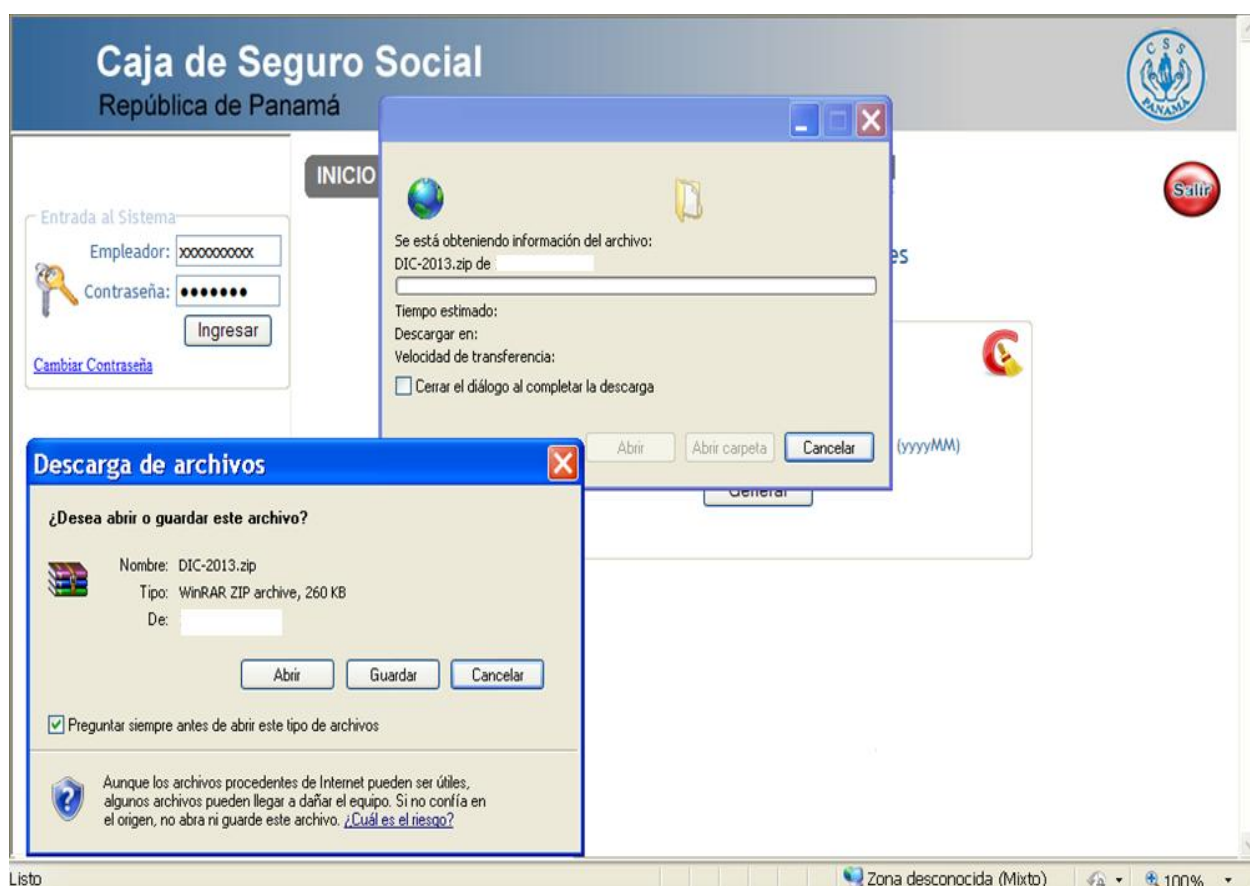 Caja de Seguro Social
República de Panamá
CSS
PANAMÁ
INICIO
Salir
Entrada al Sistema
Empleador: xxxxxxxxxx
Contraseña: •••••••
Ingresar
Cambiar Contraseña
Se está obteniendo información del archivo:
DIC-2013.zip de
Tiempo estimado:
Descargar en:
Velocidad de transferencia:
Cerrar el diálogo al completar la descarga
Abrir
Abrir carpeta
Cancelar
es
(yyyyMM)
Generar
Descarga de archivos
¿Desea abrir o guardar este archivo?
Nombre: DIC-2013.zip
Tipo: WinRAR ZIP archive, 260 KB
De:
Abrir
Guardar
Cancelar
Preguntar siempre antes de abrir este tipo de archivos
Aunque los archivos procedentes de Internet pueden ser útiles,
algunos archivos pueden llegar a dañar el equipo. Si no confía en
el origen, no abra ni guarde este archivo. ¿Cuál es el riesgo?
Listo
Zona desconocida (Mixto)
100%